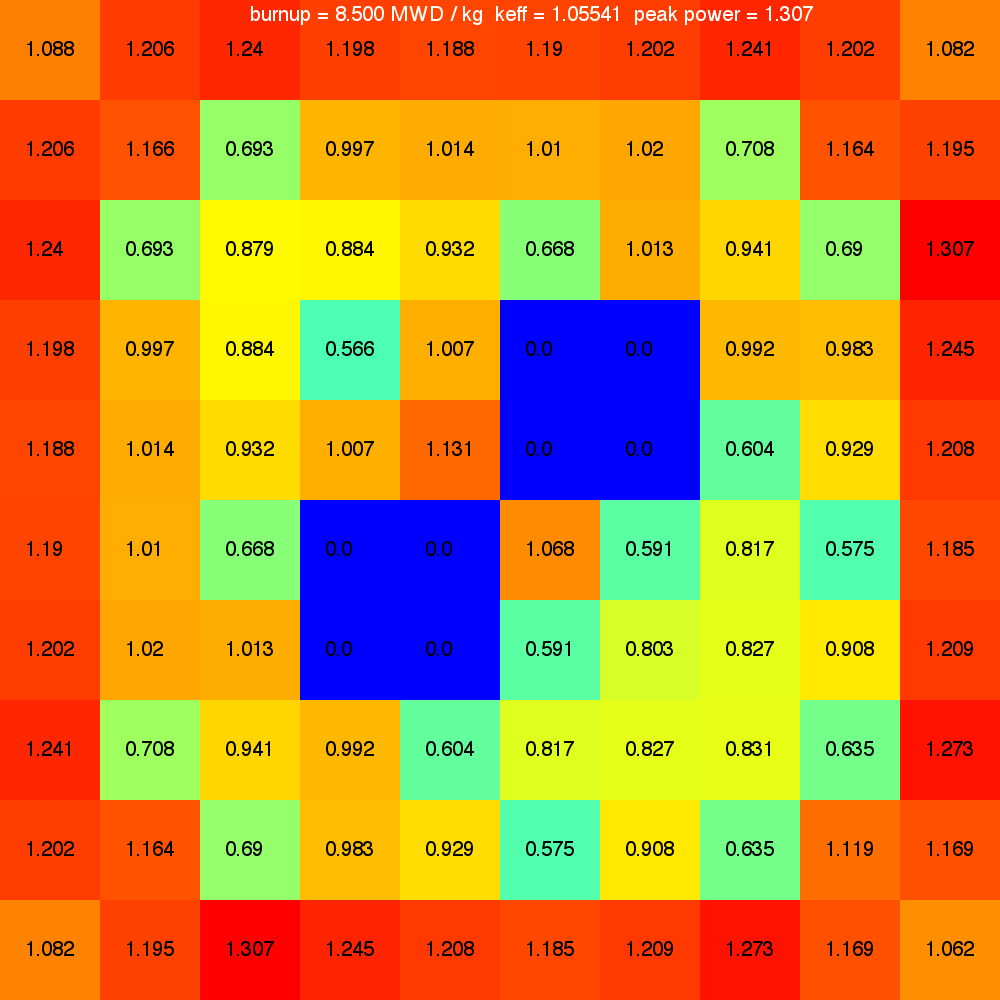 burnup = 8.500 MWD / kg keff = 1.05541 peak power = 1.307
1.088 1.206 1.24 1.198 1.188 1.19 1.202 1.241 1.202 1.082
1.206 1.166 0.693 0.997 1.014 1.01 1.02 0.708 1.164 1.195
1.24 0.693 0.879 0.884 0.932 0.668 1.013 0.941 0.69 1.307
1.198 0.997 0.884 0.566 1.007 0.0 0.0 0.992 0.983 1.245
1.188 1.014 0.932 1.007 1.131 0.0 0.0 0.604 0.929 1.208
1.19 1.01 0.668 0.0 0.0 1.068 0.591 0.817 0.575 1.185
1.202 1.02 1.013 0.0 0.0 0.591 0.803 0.827 0.908 1.209
1.241 0.708 0.941 0.992 0.604 0.817 0.827 0.831 0.635 1.273
1.202 1.164 0.69 0.983 0.929 0.575 0.908 0.635 1.119 1.169
1.082 1.195 1.307 1.245 1.208 1.185 1.209 1.273 1.169 1.062